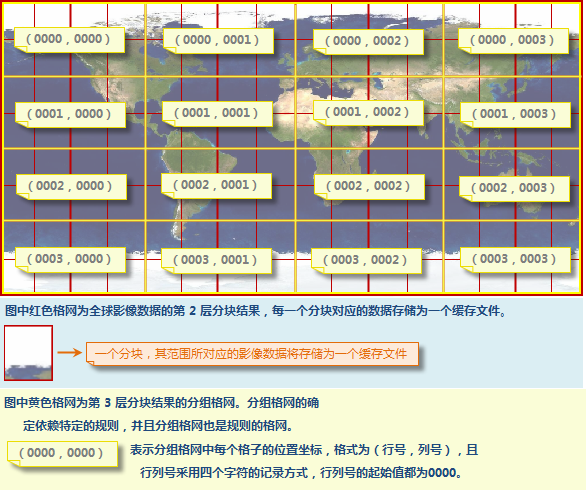 (0000，0000) (0000，0001) (0000，0002) (0000，0003)
(0001，0000) (0001，0001) (0001，0002) (0001，0003)
(0002，0000) (0002，0001) (0002，0002) (0002，0003)
(0003，0000) (0003，0001) (0003，0002) (0003，0003)
图中红色格网为全球影像数据的第 2 层分块结果，每一个分块对应的数据存储为一个缓存文件。
一个分块，其范围所对应的影像数据将存储为一个缓存文件
图中黄色格网为第 3 层分块结果的分组格网。分组格网的确
定依赖特定的规则，并且分组格网也是规则的格网。
(0000，0000)
表示分组格网中每个格子的位置坐标，格式为（行号，列号），且
行列号采用四个字符的记录方式，行列号的起始值都为0000。